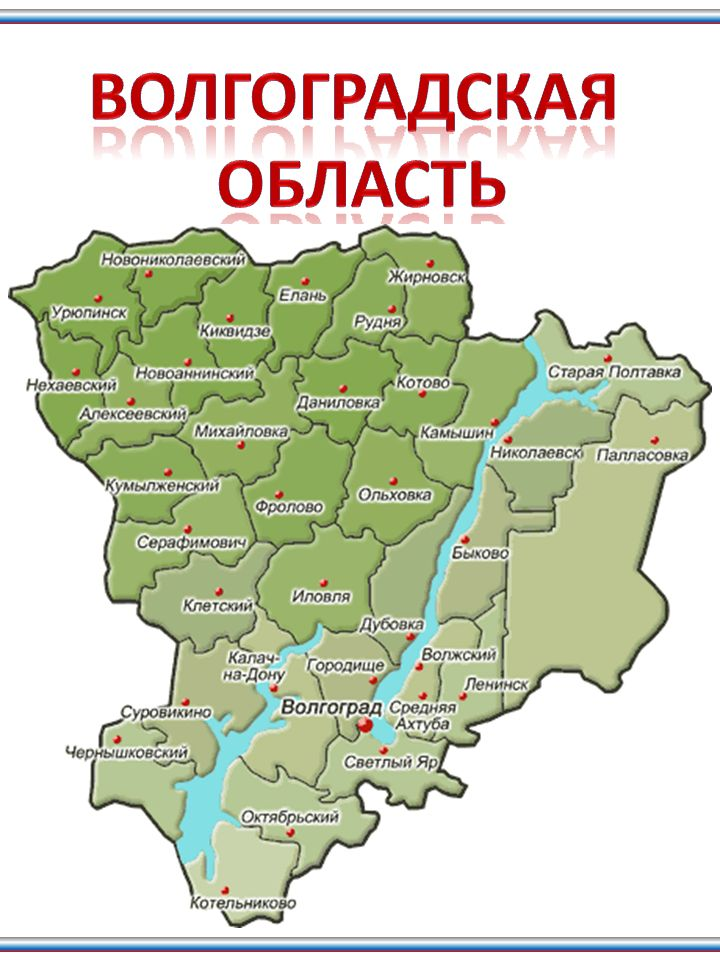 ВОЛГОГРАДСКАЯ
ОБЛАСТЬ
Новониколаевский
Жирновск
Елань
Урюпинск
Рудня
Киквидзе
Старая Полтавка
Новоаннинский
Нехаевский
Котово
Даниловка
Алексеевский
Михайловка
Камышин
Николаевск
Палласовка
Кумылженский
Ольховка
Фролово
Серафимович
Быково
Иловля
Клетский
Дубовка
Волжский
Калач-
на-Дону
Городище
Ленинск
Волгоград
Средняя
Ахтуба
Суровикино
Чернышковский
Светлый Яр
Октябрьский
Котельниково